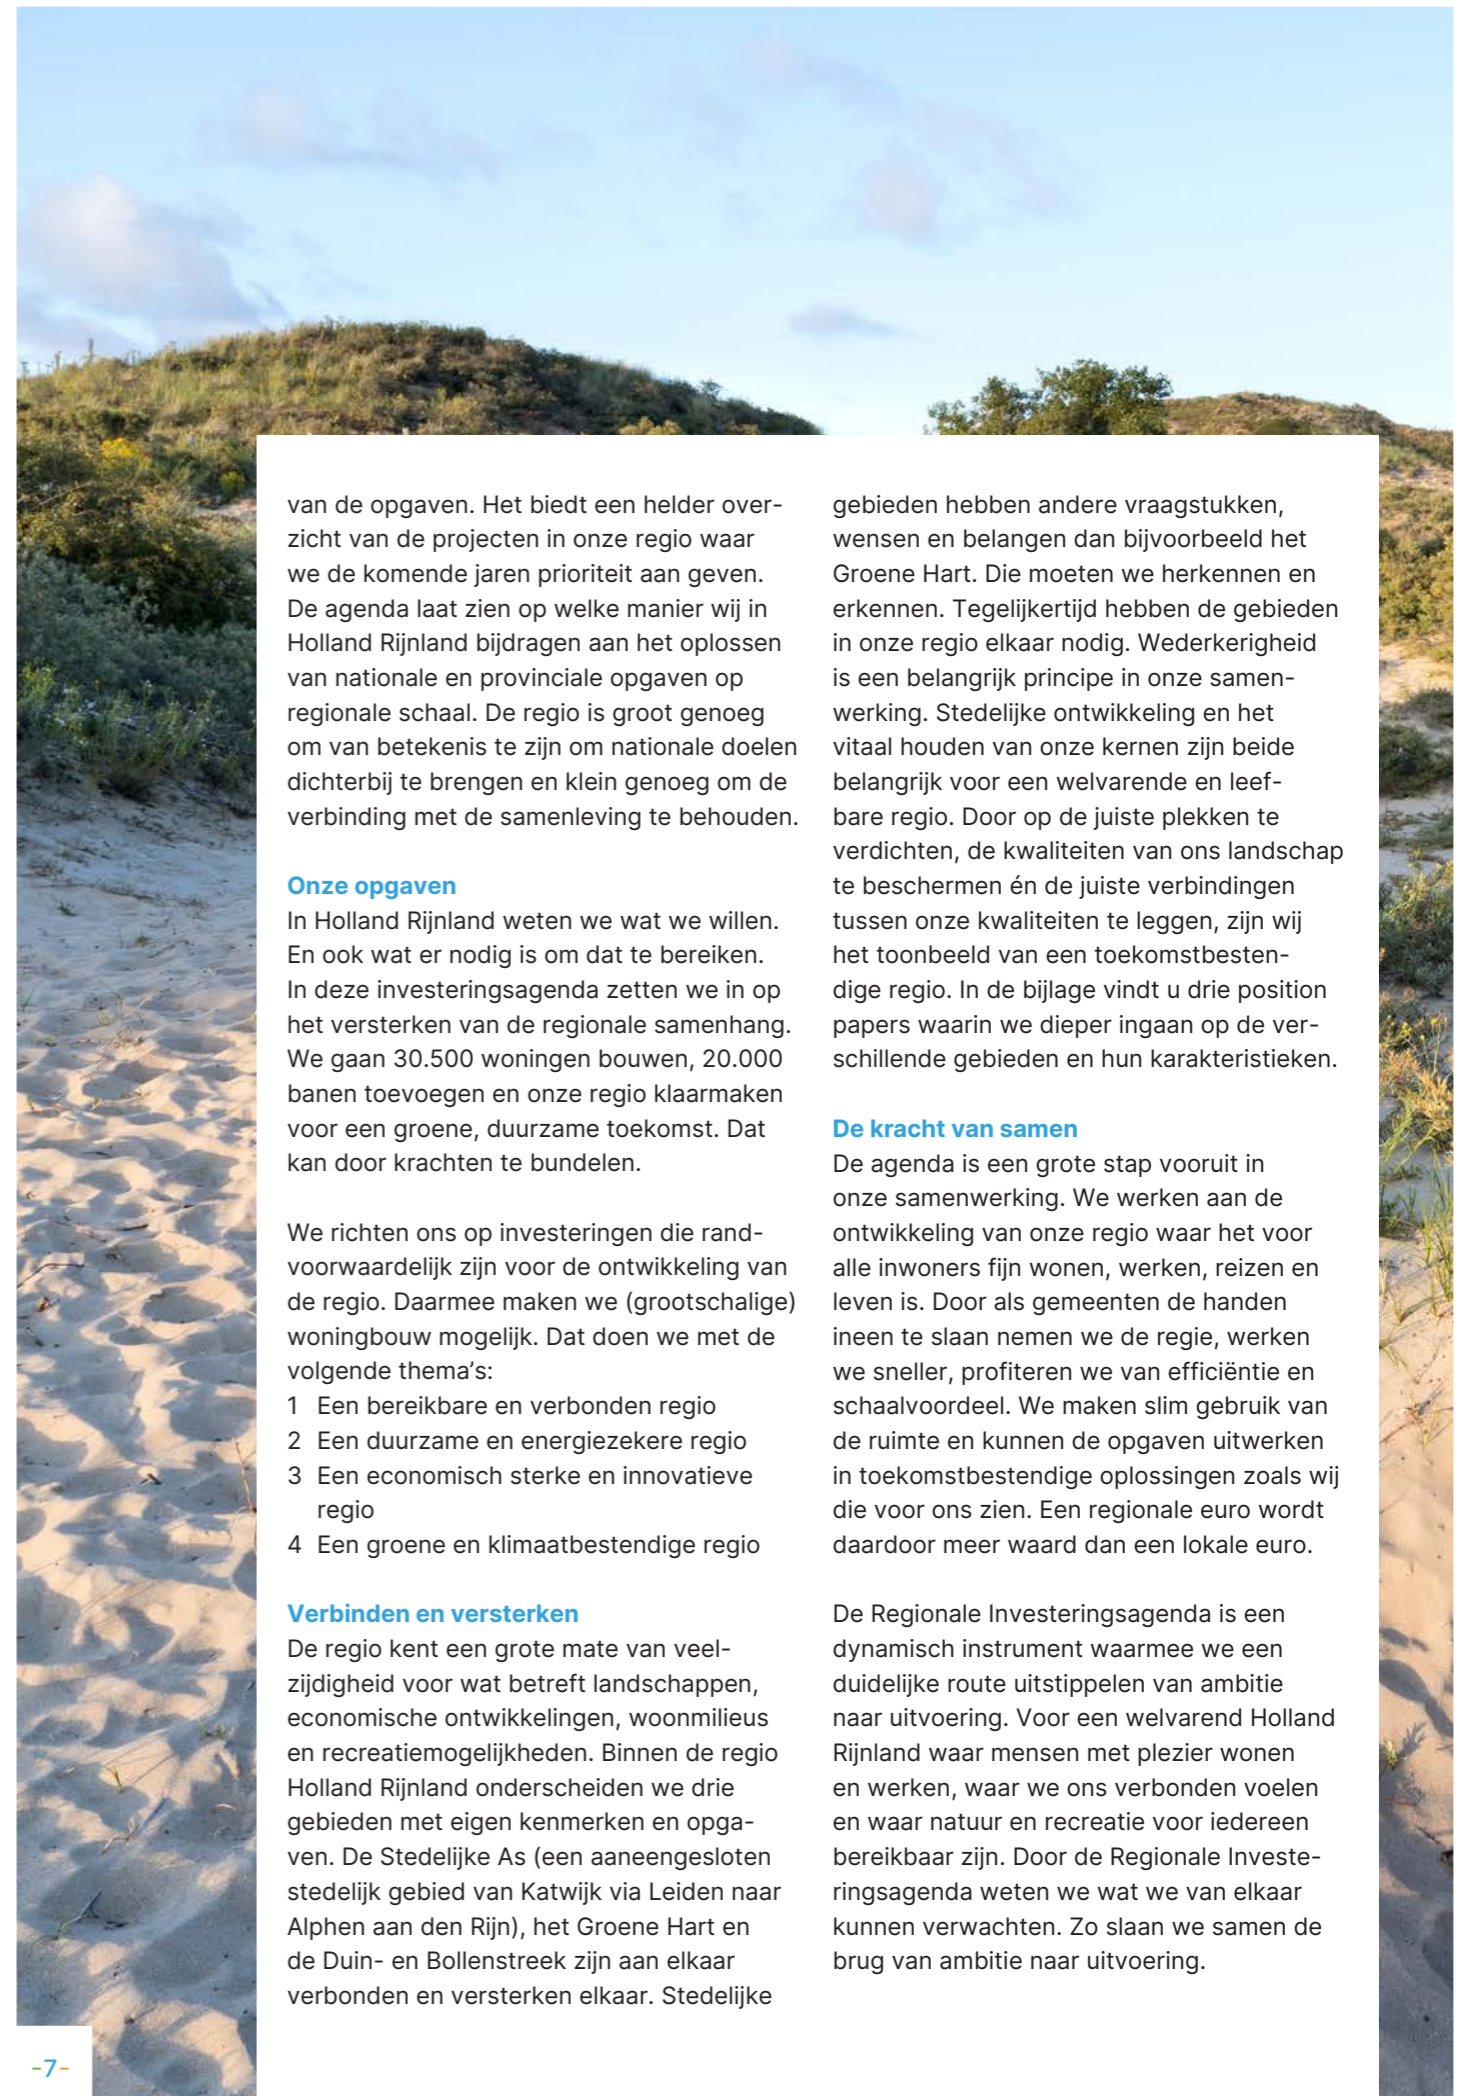 van de opgaven. Het biedt een helder over-
zicht van de projecten in onze regio waar
we de komende jaren prioriteit aan geven.
De agenda laat zien op welke manier wij in
Holland Rijnland bijdragen aan het oplossen
van nationale en provinciale opgaven op
regionale schaal. De regio is groot genoeg
om van betekenis te zijn om nationale doelen
dichterbij te brengen en klein genoeg om de
verbinding met de samenleving te behouden.
Onze opgaven
In Holland Rijnland weten we wat we willen.
En ook wat er nodig is om dat te bereiken.
In deze investeringsagenda zetten we in op
het versterken van de regionale samenhang.
We gaan 30.500 woningen bouwen, 20.000
banen toevoegen en onze regio klaarmaken
voor een groene, duurzame toekomst. Dat
kan door krachten te bundelen.
We richten ons op investeringen die rand-
voorwaardelijk zijn voor de ontwikkeling van
de regio. Daarmee maken we (grootschalige)
woningbouw mogelijk. Dat doen we met de
volgende thema’s:
1 Een bereikbare en verbonden regio
2 Een duurzame en energiezekere regio
3 Een economisch sterke en innovatieve
regio
4 Een groene en klimaatbestendige regio
Verbinden en versterken
De regio kent een grote mate van veel-
zijdigheid voor wat betreft landschappen,
economische ontwikkelingen, woonmilieus
en recreatiemogelijkheden. Binnen de regio
Holland Rijnland onderscheiden we drie
gebieden met eigen kenmerken en opga-
ven. De Stedelijke As (een aaneengesloten
stedelijk gebied van Katwijk via Leiden naar
Alphen aan den Rijn), het Groene Hart en
de Duin- en Bollenstreek zijn aan elkaar
verbonden en versterken elkaar. Stedelijke
gebieden hebben andere vraagstukken,
wensen en belangen dan bijvoorbeeld het
Groene Hart. Die moeten we herkennen en
erkennen. Tegelijkertijd hebben de gebieden
in onze regio elkaar nodig. Wederkerigheid
is een belangrijk principe in onze samen-
werking. Stedelijke ontwikkeling en het
vitaal houden van onze kernen zijn beide
belangrijk voor een welvarende en leef-
bare regio. Door op de juiste plekken te
verdichten, de kwaliteiten van ons landschap
te beschermen én de juiste verbindingen
tussen onze kwaliteiten te leggen, zijn wij
het toonbeeld van een toekomstbesten-
dige regio. In de bijlage vindt u drie position
papers waarin we dieper ingaan op de ver-
schillende gebieden en hun karakteristieken.
De kracht van samen
De agenda is een grote stap vooruit in
onze samenwerking. We werken aan de
ontwikkeling van onze regio waar het voor
alle inwoners fijn wonen, werken, reizen en
leven is. Door als gemeenten de handen
ineen te slaan nemen we de regie, werken
we sneller, profiteren we van efficiëntie en
schaalvoordeel. We maken slim gebruik van
de ruimte en kunnen de opgaven uitwerken
in toekomstbestendige oplossingen zoals wij
die voor ons zien. Een regionale euro wordt
daardoor meer waard dan een lokale euro.
De Regionale Investeringsagenda is een
dynamisch instrument waarmee we een
duidelijke route uitstippelen van ambitie
naar uitvoering. Voor een welvarend Holland
Rijnland waar mensen met plezier wonen
en werken, waar we ons verbonden voelen
en waar natuur en recreatie voor iedereen
bereikbaar zijn. Door de Regionale Investe-
ringsagenda weten we wat we van elkaar
kunnen verwachten. Zo slaan we samen de
brug van ambitie naar uitvoering.
-7-